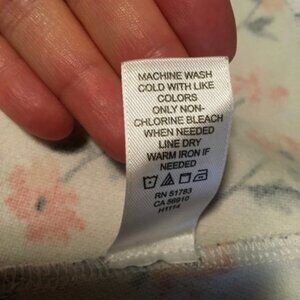 MACHINE WASH
COLD WITH LIKE
COLORS
ONLY NON-
CHLORINE BLEACH
WHEN NEEDED
LINE DRY
WARM IRON IF
NEEDED
RN 51783
CA 56910
H1114